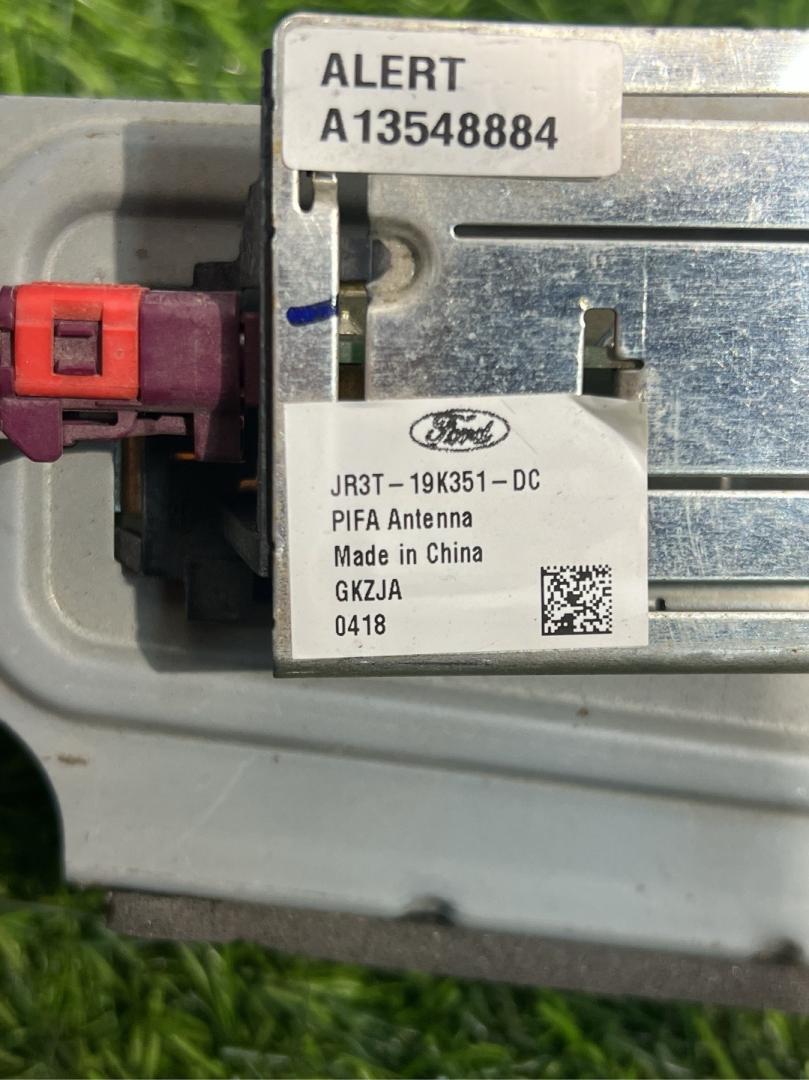 ALERT
A13548884
Ford
JR3T-19K351-DC
PIFA Antenna
Made in China
GKZJA
0418